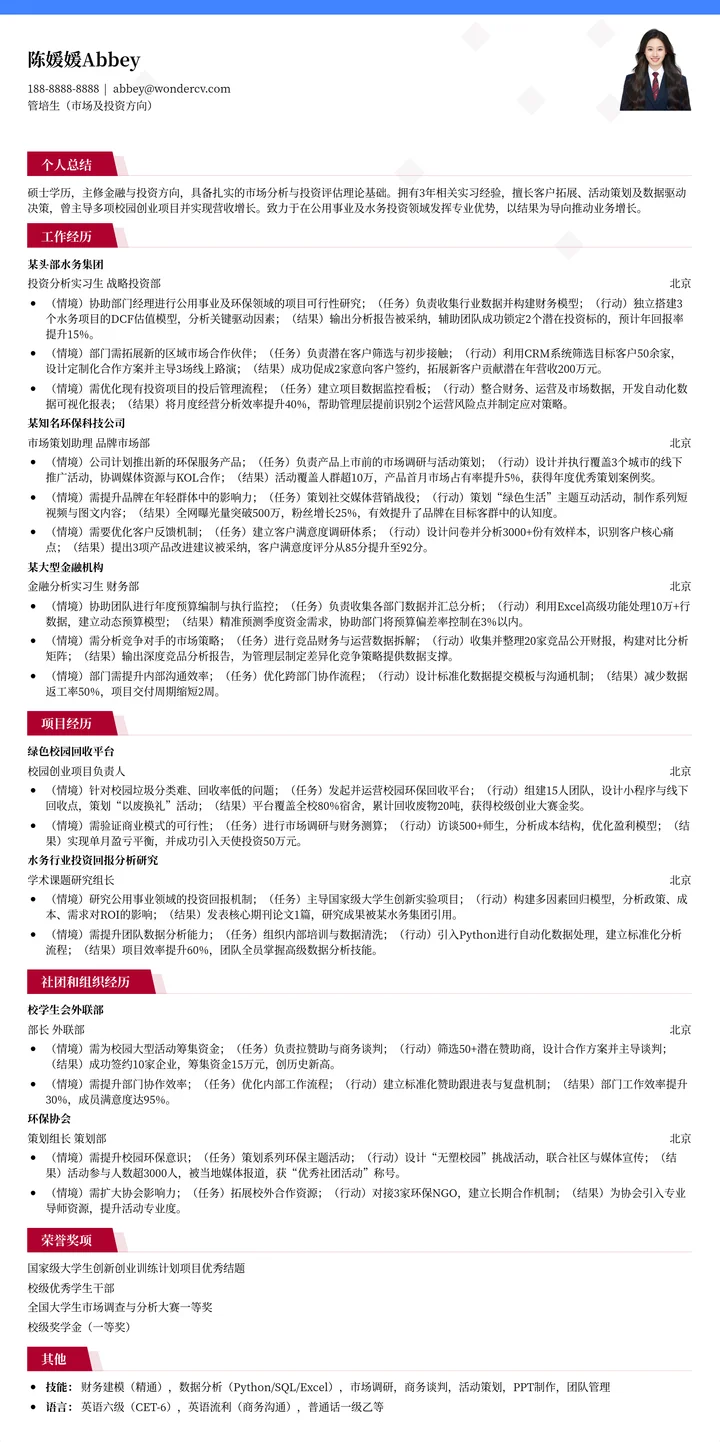 陈媛媛Abbey
188-8888-8888 | abbey@wondercv.com
管培生（市场及投资方向）
个人总结
硕士学历，主修金融与投资方向，具备扎实的市场分析与投资评估理论基础。拥有3年相关实习经验，擅长客户拓展、活动策划及数据驱动
决策，曾主导多项校园创业项目并实现营收增长。致力于在公用事业及水务投资领域发挥专业优势，以结果为导向推动业务增长。
工作经历
某头部水务集团
投资分析实习生 战略投资部 北京
• （情境）协助部门经理进行公用事业及环保领域的项目可行性研究；（任务）负责收集行业数据并构建财务模型；（行动）独立搭建3
个水务项目的DCF估值模型，分析关键驱动因素；（结果）输出分析报告被采纳，辅助团队成功锁定2个潜在投资标的，预计年回报率
提升15%。
• （情境）部门需拓展新的区域市场合作伙伴；（任务）负责潜在客户筛选与初步接触；（行动）利用CRM系统筛选目标客户50余家，
设计定制化合作方案并主导3场线上路演；（结果）成功促成2家意向客户签约，拓展新客户贡献潜在年营收200万元。
• （情境）需优化现有投资项目的投后管理流程；（任务）建立项目数据监控看板；（行动）整合财务、运营及市场数据，开发自动化数
据可视化报表；（结果）将月度经营分析效率提升40%，帮助管理层提前识别2个运营风险点并制定应对策略。
某知名环保科技公司
市场策划助理 品牌市场部 北京
• （情境）公司计划推出新的环保服务产品；（任务）负责产品上市前的市场调研与活动策划；（行动）设计并执行覆盖3个城市的线下
推广活动，协调媒体资源与KOL合作；（结果）活动覆盖人群超10万，产品首月市场占有率提升5%，获得年度优秀策划案例奖。
• （情境）需提升品牌在年轻群体中的影响力；（任务）策划社交媒体营销战役；（行动）策划“绿色生活”主题互动活动，制作系列短
视频与图文内容；（结果）全网曝光量突破500万，粉丝增长25%，有效提升了品牌在目标客群中的认知度。
• （情境）需要优化客户反馈机制；（任务）建立客户满意度调研体系；（行动）设计问卷并分析3000+份有效样本，识别客户核心痛
点；（结果）提出3项产品改进建议被采纳，客户满意度评分从85分提升至92分。
某大型金融机构
金融分析实习生 财务部 北京
• （情境）协助团队进行年度预算编制与执行监控；（任务）负责收集各部门数据并汇总分析；（行动）利用Excel高级功能处理10万+行
数据，建立动态预算模型；（结果）精准预测季度资金需求，协助部门将预算偏差率控制在3%以内。
• （情境）需分析竞争对手的市场策略；（任务）进行竞品财务与运营数据拆解；（行动）收集并整理20家竞品公开财报，构建对比分析
矩阵；（结果）输出深度竞品分析报告，为管理层制定差异化竞争策略提供数据支撑。
• （情境）部门需提升内部沟通效率；（任务）优化跨部门协作流程；（行动）设计标准化数据提交模板与沟通机制；（结果）减少数据
返工率50%，项目交付周期缩短2周。
项目经历
绿色校园回收平台
校园创业项目负责人 北京
• （情境）针对校园垃圾分类难、回收率低的问题；（任务）发起并运营校园环保回收平台；（行动）组建15人团队，设计小程序与线下
回收点，策划“以废换礼”活动；（结果）平台覆盖全校80%宿舍，累计回收废物20吨，获得校级创业大赛金奖。
• （情境）需验证商业模式的可行性；（任务）进行市场调研与财务测算；（行动）访谈500+师生，分析成本结构，优化盈利模型；（结
果）实现单月盈亏平衡，并成功引入天使投资50万元。
水务行业投资回报分析研究
学术课题研究组长 北京
• （情境）研究公用事业领域的投资回报机制；（任务）主导国家级大学生创新实验项目；（行动）构建多因素回归模型，分析政策、成
本、需求对ROI的影响；（结果）发表核心期刊论文1篇，研究成果被某水务集团引用。
• （情境）需提升团队数据分析能力；（任务）组织内部培训与数据清洗；（行动）引入Python进行自动化数据处理，建立标准化分析
流程；（结果）项目效率提升60%，团队全员掌握高级数据分析技能。
社团和组织经历
校学生会外联部
部长 外联部 北京
• （情境）需为校园大型活动筹集资金；（任务）负责拉赞助与商务谈判；（行动）筛选50+潜在赞助商，设计合作方案并主导谈判；
（结果）成功签约10家企业，筹集资金15万元，创历史新高。
• （情境）需提升部门协作效率；（任务）优化内部工作流程；（行动）建立标准化赞助跟进表与复盘机制；（结果）部门工作效率提升
30%，成员满意度达95%。
环保协会
策划组长 策划部 北京
• （情境）需提升校园环保意识；（任务）策划系列环保主题活动；（行动）设计“无塑校园”挑战活动，联合社区与媒体宣传；（结
果）活动参与人数超3000人，被当地媒体报道，获“优秀社团活动”称号。
• （情境）需扩大协会影响力；（任务）拓展校外合作资源；（行动）对接3家环保NGO，建立长期合作机制；（结果）为协会引入专业
导师资源，提升活动专业度。
荣誉奖项
国家级大学生创新创业训练计划项目优秀结题
校级优秀学生干部
全国大学生市场调查与分析大赛一等奖
校级奖学金（一等奖）
其他
• 技能： 财务建模（精通），数据分析（Python/SQL/Excel），市场调研，商务谈判，活动策划，PPT制作，团队管理
• 语言： 英语六级（CET-6），英语流利（商务沟通），普通话一级乙等